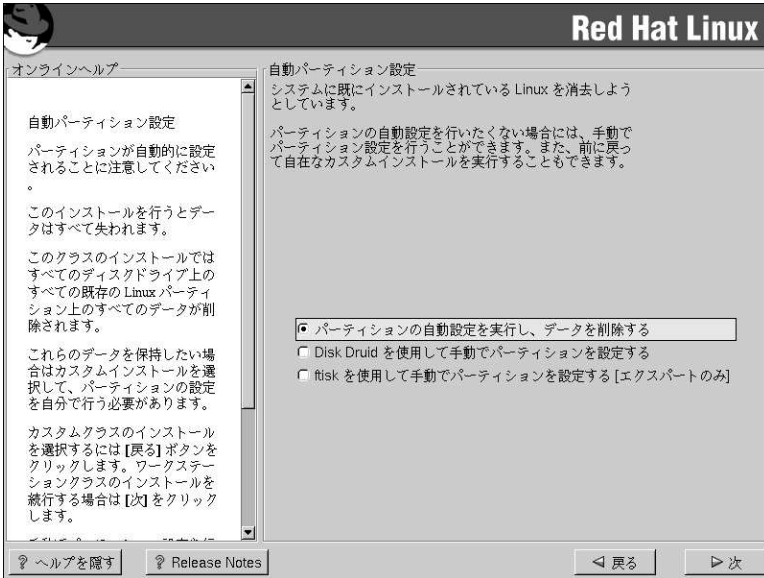 Red Hat Linux
オンラインヘルプ
自動パーティション設定
パーティションが自動的に設定
されることに注意してください
。
このインストールを行うとデー
タはすべて失われます。
このクラスのインストールでは
すべてのディスクドライブ上の
すべての既存の Linux パーティ
ション上のすべてのデータが削
除されます。
これらのデータを保持したい場
合はカスタムインストールを選
択して、パーティションの設定
を自分で行う必要があります。
カスタムクラスのインストール
を選択するには [戻る] ボタンを
クリックします。ワークステー
ションクラスのインストールを
続行する場合は [次] をクリック
します。
自動パーティション設定
システムに既にインストールされている Linux を消去しよう
としています。
パーティションの自動設定を行いたくない場合には、手動で
パーティション設定を行うことができます。また、前に戻っ
て自在なカスタムインストールを実行することもできます。
パーティションの自動設定を実行し、データを削除する
Disk Druid を使用して手動でパーティションを設定する
fdisk を使用して手動でパーティションを設定する [エクスパートのみ]
? ヘルプを隠す
? Release Notes
戻る
次